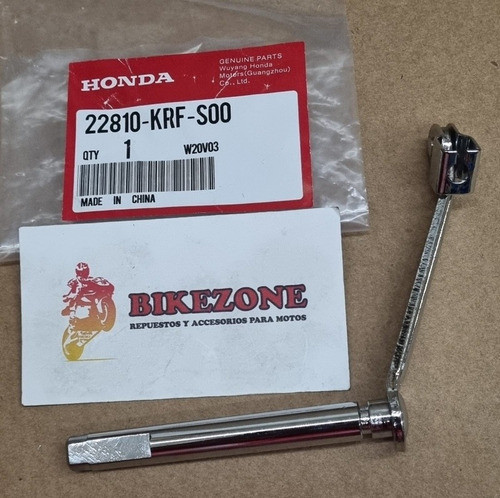 HONDA
GENUINE PARTS
Wuyang Honda
Motors(Guangzhou)
Co., Ltd.
22810-KRF-S00
QTY 1 W20V03
MADE IN CHINA
BIKEZONE
REPUESTOS Y ACCESORIOS PARA MOTOS